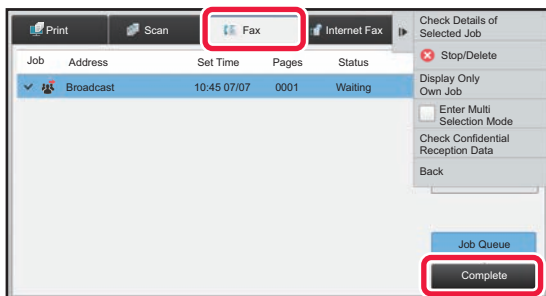 Print
Scan
Fax
Internet Fax
Job Address Set Time Pages Status
Broadcast 10:45 07/07 0001 Waiting
Check Details of
Selected Job
Stop/Delete
Display Only
Own Job
Enter Multi
Selection Mode
Check Confidential
Reception Data
Back
Job Queue
Complete